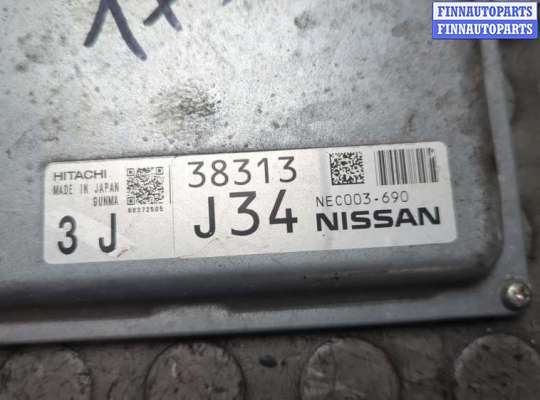 FINNAUTOPARTS
FINNAUTOPARTS
HITACHI
MADE IN JAPAN
GUNMA
3 J
38313
J34
NEC003-690
NISSAN